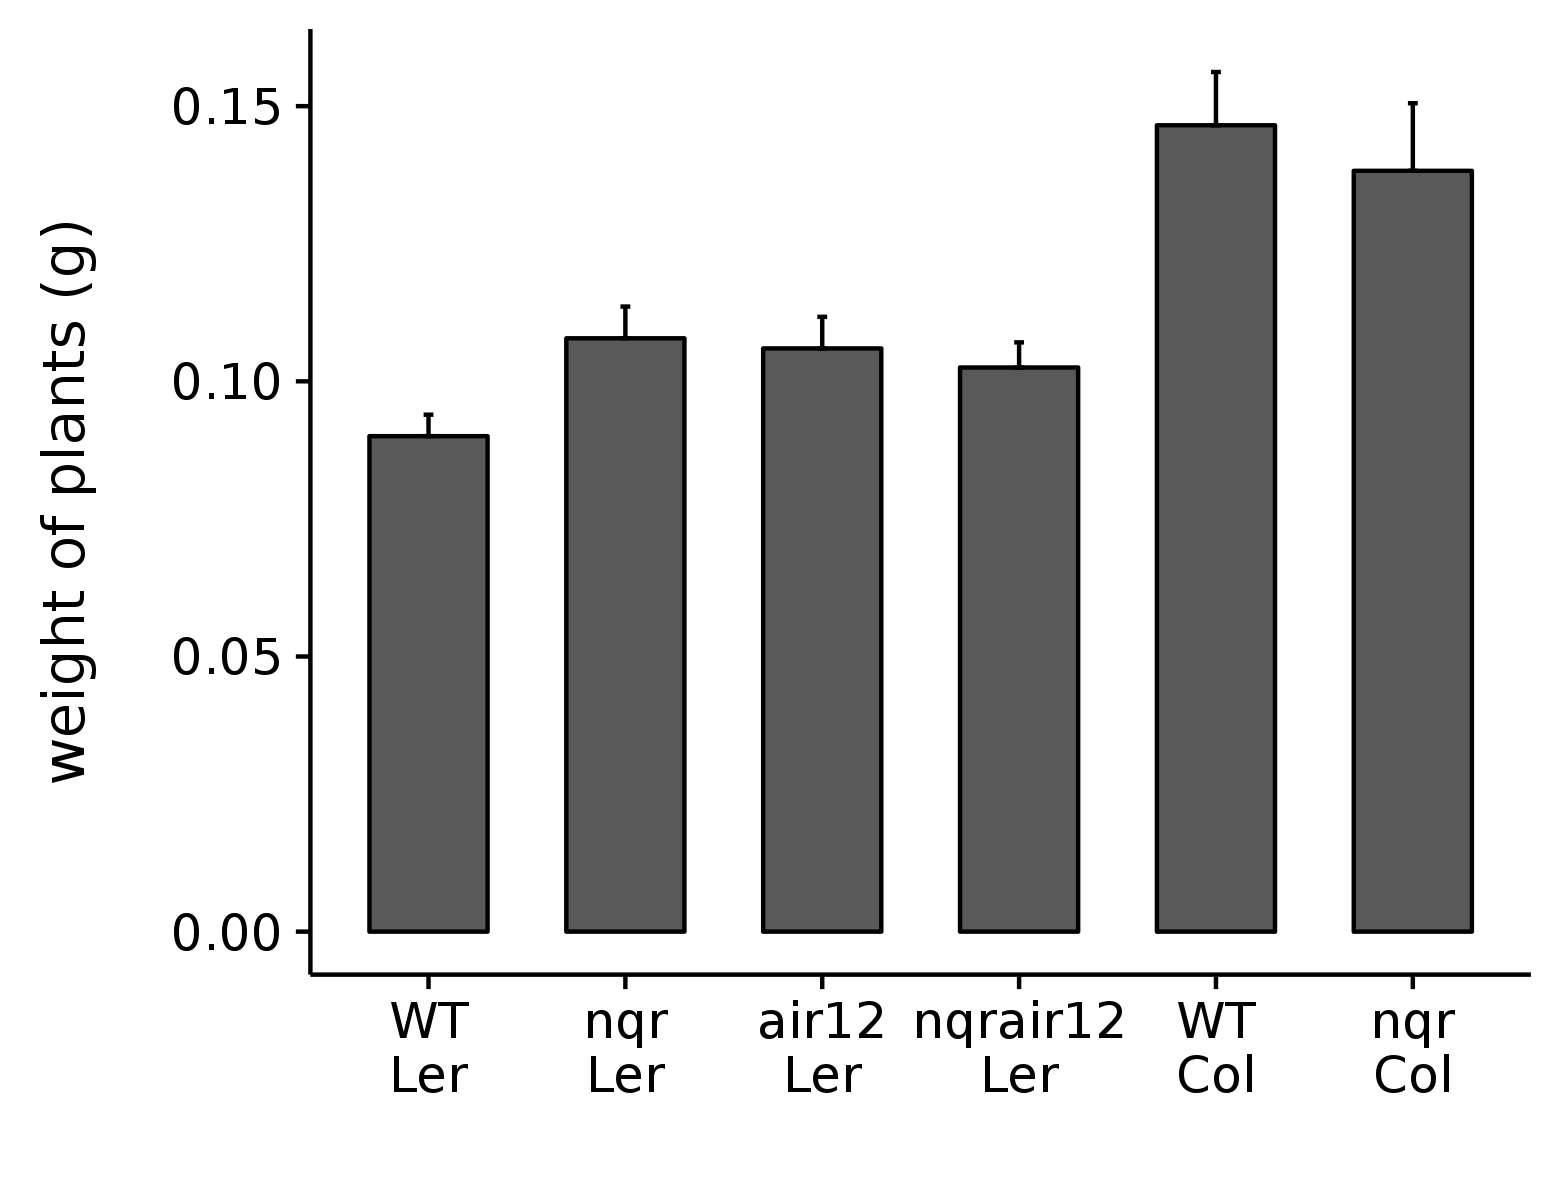 weight of plants (g)
0.15
0.10
0.05
0.00
WT
Ler
nqr
Ler
air12
Ler
nqrair12
Ler
WT
Col
nqr
Col